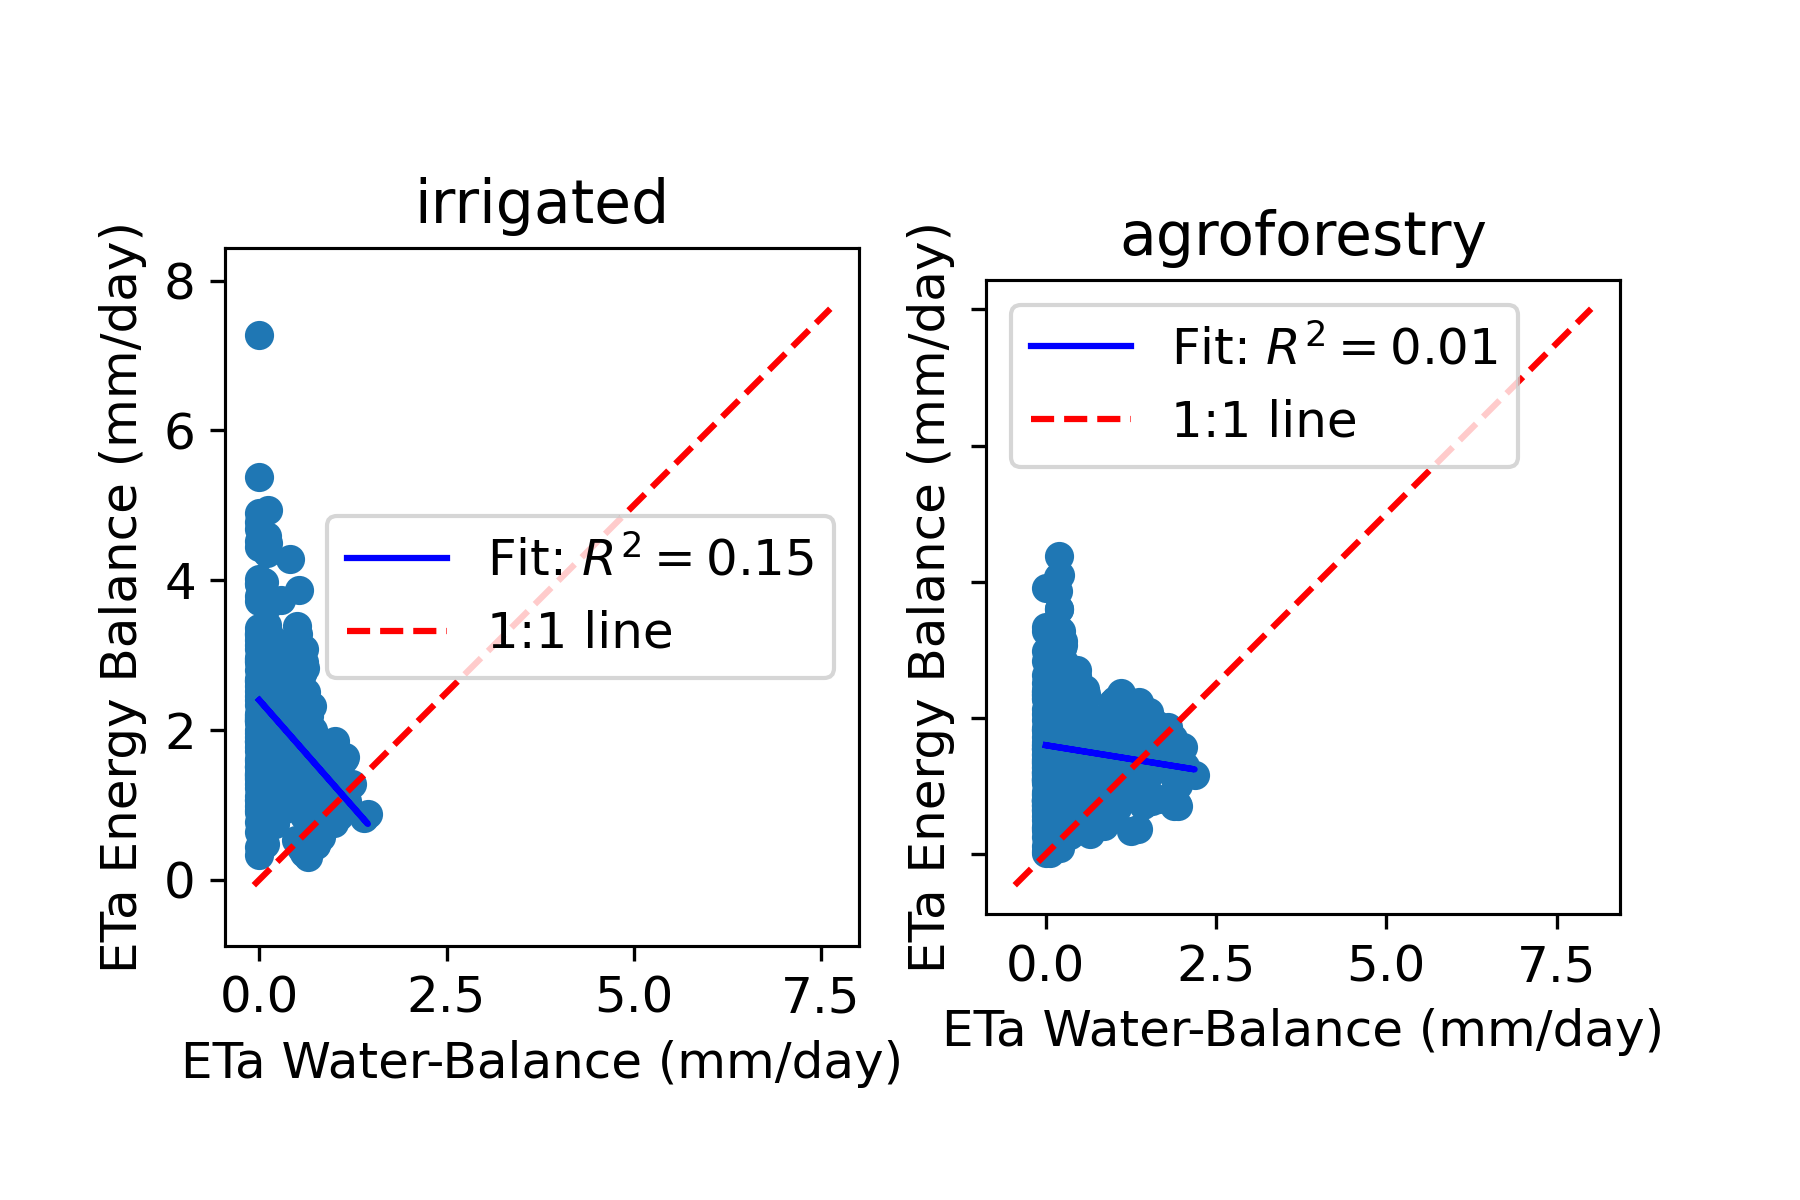 irrigated
ETa Energy Balance (mm/day)
8
6
4
2
0
Fit: R² = 0.15
1:1 line
0.0 2.5 5.0 7.5
ETa Water-Balance (mm/day)
agroforestry
ETa Energy Balance (mm/day)
Fit: R² = 0.01
1:1 line
0.0 2.5 5.0 7.5
ETa Water-Balance (mm/day)